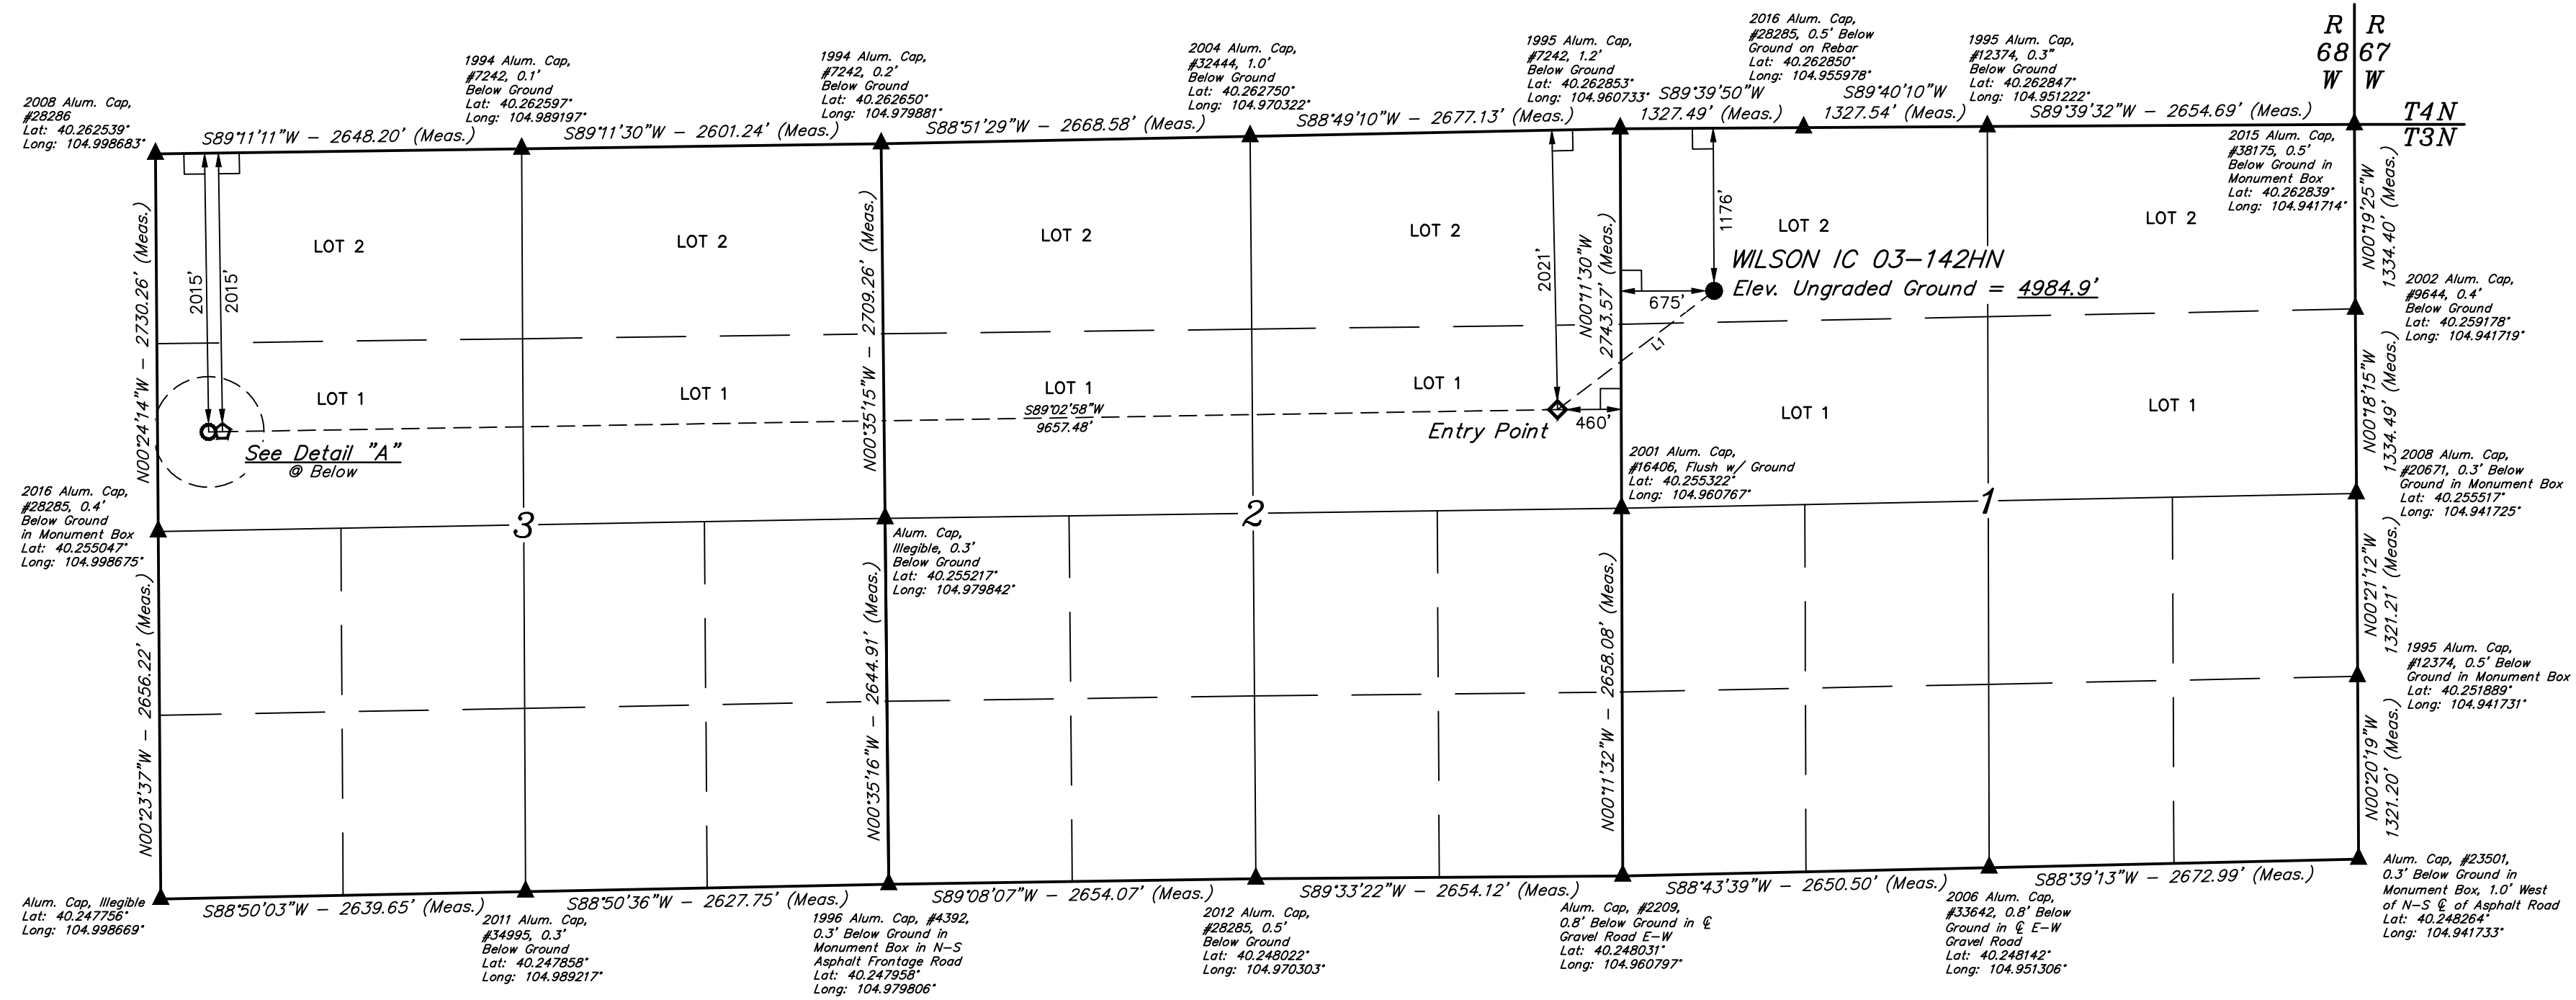 2008 Alum. Cap,
#28286
Lat: 40.262539°
Long: 104.998683°
1994 Alum. Cap,
#7242, 0.1'
Below Ground
Lat: 40.262597°
Long: 104.989197°
1994 Alum. Cap,
#7242, 0.2'
Below Ground
Lat: 40.262650°
Long: 104.979881°
2004 Alum. Cap,
#32444, 1.0'
Below Ground
Lat: 40.262750°
Long: 104.970322°
1995 Alum. Cap,
#7242, 1.2'
Below Ground
Lat: 40.262853°
Long: 104.960733°
2016 Alum. Cap,
#28285, 0.5' Below
Ground on Rebar
Lat: 40.262850°
Long: 104.955978°
1995 Alum. Cap,
#12374, 0.3"
Below Ground
Lat: 40.262847°
Long: 104.951222°
R R
68 67
W W
T4N
T3N
S89°11'11"W - 2648.20' (Meas.)
S89°11'30"W - 2601.24' (Meas.)
S88°51'29"W - 2668.58' (Meas.)
S88°49'10"W - 2677.13' (Meas.)
S89°39'50"W
1327.49' (Meas.)
S89°40'10"W
1327.54' (Meas.)
S89°39'32"W - 2654.69' (Meas.)
2015 Alum. Cap,
#38175, 0.5'
Below Ground in
Monument Box
Lat: 40.262839°
Long: 104.941714°
N00°24'14"W - 2730.26' (Meas.)
2015'
2015'
LOT 2
LOT 2
N00°35'15"W - 2709.26' (Meas.)
LOT 2
LOT 2
2021'
N00°11'30"W
2743.57' (Meas.)
1176'
LOT 2
LOT 2
N00°19'25"W
1334.40' (Meas.)
WILSON IC 03-142HN
Elev. Ungraded Ground = 4984.9'
675'
L1
2002 Alum. Cap,
#9644, 0.4'
Below Ground
Lat: 40.259178°
Long: 104.941719°
LOT 1
LOT 1
LOT 1
LOT 1
LOT 1
LOT 1
S89°02'58"W
9657.48'
Entry Point
460'
See Detail "A"
@ Below
N00°18'15"W
1334.49' (Meas.)
2016 Alum. Cap,
#28285, 0.4'
Below Ground
in Monument Box
Lat: 40.255047°
Long: 104.998675°
2001 Alum. Cap,
#16406, Flush w/ Ground
Lat: 40.255322°
Long: 104.960767°
2008 Alum. Cap,
#20671, 0.3' Below
Ground in Monument Box
Lat: 40.255517°
Long: 104.941725°
3
2
1
Alum. Cap,
Illegible, 0.3'
Below Ground
Lat: 40.255217°
Long: 104.979842°
N00°23'37"W - 2656.22' (Meas.)
N00°35'16"W - 2644.91' (Meas.)
N00°11'32"W - 2658.08' (Meas.)
N00°21'12"W
1321.21' (Meas.)
1995 Alum. Cap,
#12374, 0.5' Below
Ground in Monument Box
Lat: 40.251889°
Long: 104.941731°
N00°20'19"W
1321.20' (Meas.)
S88°50'03"W - 2639.65' (Meas.)
S88°50'36"W - 2627.75' (Meas.)
S89°08'07"W - 2654.07' (Meas.)
S89°33'22"W - 2654.12' (Meas.)
S88°43'39"W - 2650.50' (Meas.)
S88°39'13"W - 2672.99' (Meas.)
Alum. Cap, Illegible
Lat: 40.247756°
Long: 104.998669°
2011 Alum. Cap,
#34995, 0.3'
Below Ground
Lat: 40.247858°
Long: 104.989217°
1996 Alum. Cap, #4392,
0.3' Below Ground in
Monument Box in N-S
Asphalt Frontage Road
Lat: 40.247958°
Long: 104.979806°
2012 Alum. Cap,
#28285, 0.5'
Below Ground
Lat: 40.248022°
Long: 104.970303°
Alum. Cap, #2209,
0.8' Below Ground in ℄
Gravel Road E-W
Lat: 40.248031°
Long: 104.960797°
2006 Alum. Cap,
#33642, 0.8' Below
Ground in ℄ E-W
Gravel Road
Lat: 40.248142°
Long: 104.951306°
Alum. Cap, #23501,
0.3' Below Ground in
Monument Box, 1.0' West
of N-S ℄ of Asphalt Road
Lat: 40.248264°
Long: 104.941733°